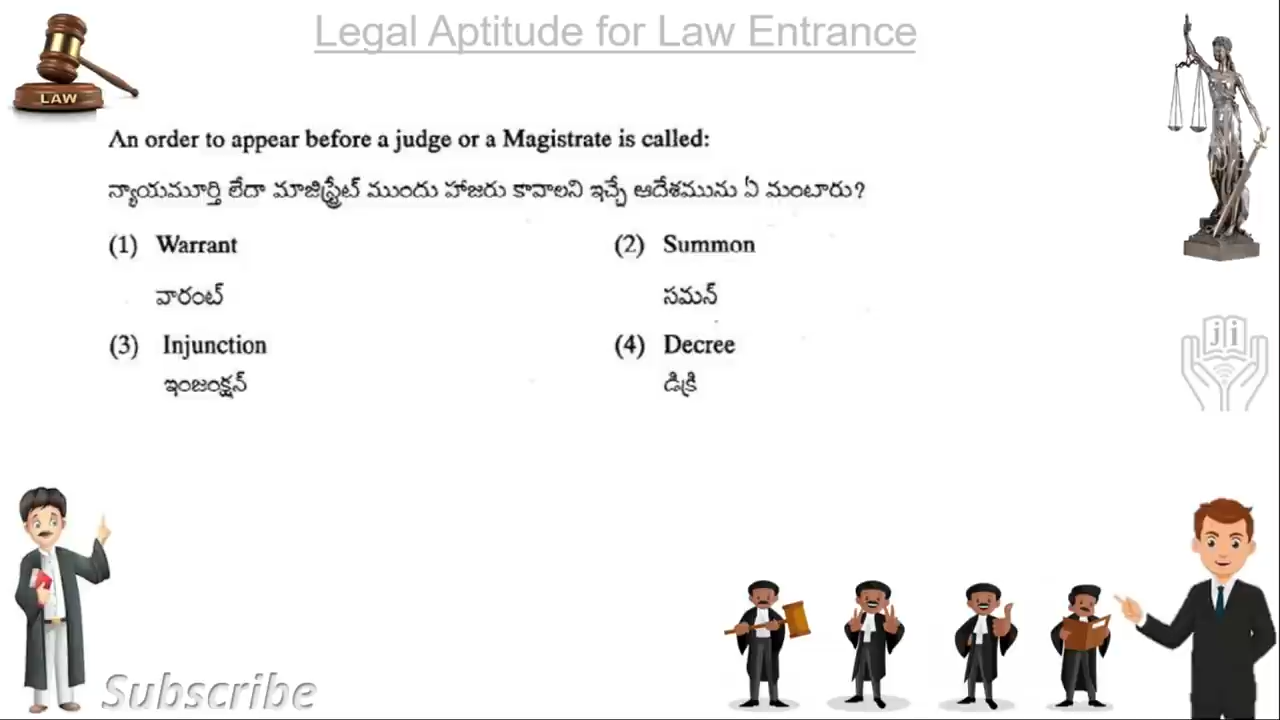 Legal Aptitude for Law Entrance
LAW
An order to appear before a judge or a Magistrate is called:
న్యాయమూర్తి లేదా మాజిస్ట్రేట్ ముందు హాజరు కావాలని ఇచ్చే ఆదేశమును ఏ మంటారు?
(1) Warrant (2) Summon
వారంట్ సమన్
(3) Injunction (4) Decree
ఇంజంక్షన్ డిక్రి
ji
Subscribe